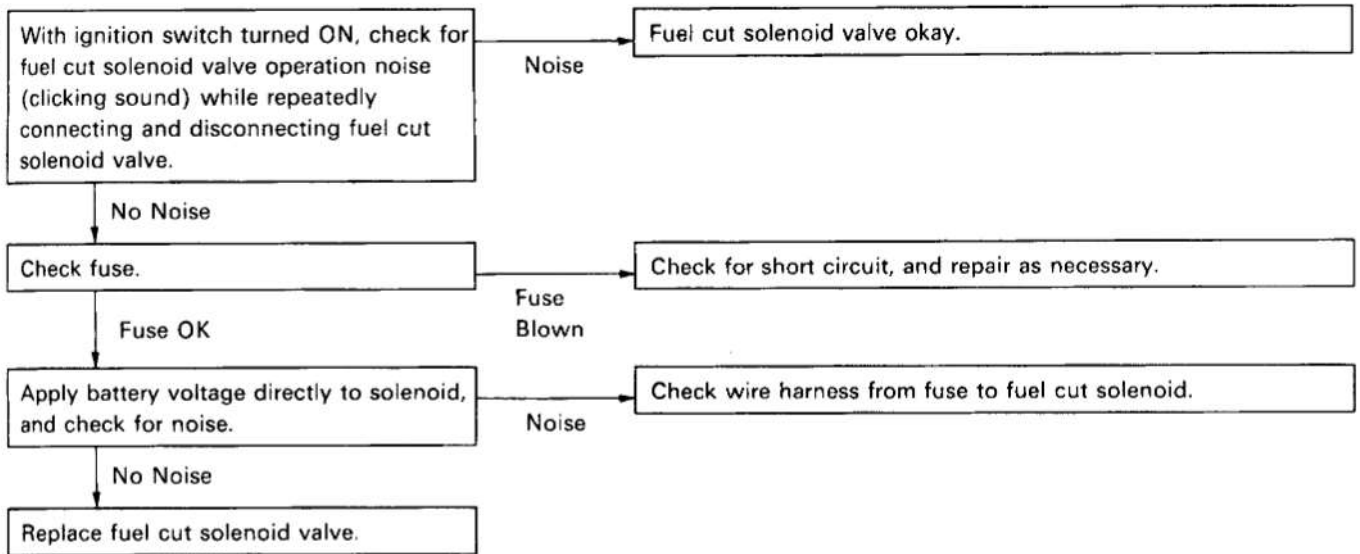 With ignition switch turned ON, check for
fuel cut solenoid valve operation noise
(clicking sound) while repeatedly
connecting and disconnecting fuel cut
solenoid valve.
Noise
Fuel cut solenoid valve okay.
No Noise
Check fuse.
Fuse
Blown
Check for short circuit, and repair as necessary.
Fuse OK
Apply battery voltage directly to solenoid,
and check for noise.
Noise
Check wire harness from fuse to fuel cut solenoid.
No Noise
Replace fuel cut solenoid valve.